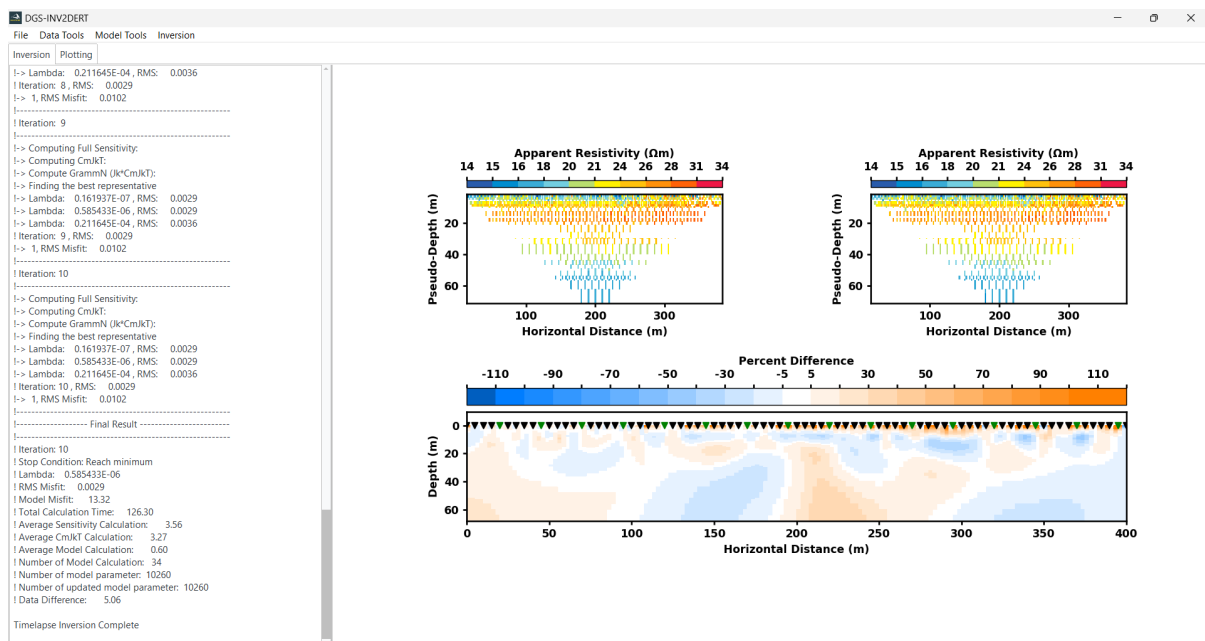 DGS-INV2DERT
File Data Tools Model Tools Inversion
Inversion Plotting
!-> Lambda: 0.211645E-04 , RMS: 0.0036
! Iteration: 8 , RMS: 0.0029
!-> 1, RMS Misfit: 0.0102
!----------------------------------------------------------
! Iteration: 9
!----------------------------------------------------------
!-> Computing Full Sensitivity:
!-> Computing CmJkT:
!-> Compute GrammN (Jk*CmJkT):
!-> Finding the best representative
!-> Lambda: 0.161937E-07 , RMS: 0.0029
!-> Lambda: 0.585433E-06 , RMS: 0.0029
!-> Lambda: 0.211645E-04 , RMS: 0.0036
! Iteration: 9 , RMS: 0.0029
!-> 1, RMS Misfit: 0.0102
!----------------------------------------------------------
! Iteration: 10
!----------------------------------------------------------
!-> Computing Full Sensitivity:
!-> Computing CmJkT:
!-> Compute GrammN (Jk*CmJkT):
!-> Finding the best representative
!-> Lambda: 0.161937E-07 , RMS: 0.0029
!-> Lambda: 0.585433E-06 , RMS: 0.0029
!-> Lambda: 0.211645E-04 , RMS: 0.0036
! Iteration: 10 , RMS: 0.0029
!-> 1, RMS Misfit: 0.0102
!----------------------------------------------------------
!-------------------- Final Result ------------------------
!----------------------------------------------------------
! Iteration: 10
! Stop Condition: Reach minimum
! Lambda: 0.585433E-06
! RMS Misfit: 0.0029
! Model Misfit: 13.32
! Total Calculation Time: 126.30
! Average Sensitivity Calculation: 3.56
! Average CmJkT Calculation: 3.27
! Average Model Calculation: 0.60
! Number of Model Calculation: 34
! Number of model parameter: 10260
! Number of updated model parameter: 10260
! Data Difference: 5.06
Timelapse Inversion Complete
Apparent Resistivity (Ωm)
14 15 16 18 20 21 22 24 26 28 31 34
Pseudo-Depth (m)
20
40
60
100 200 300
Horizontal Distance (m)
Apparent Resistivity (Ωm)
14 15 16 18 20 21 22 24 26 28 31 34
Pseudo-Depth (m)
20
40
60
100 200 300
Horizontal Distance (m)
Percent Difference
-110 -90 -70 -50 -30 -5 5 30 50 70 90 110
Depth (m)
0
20
40
60
0 50 100 150 200 250 300 350 400
Horizontal Distance (m)